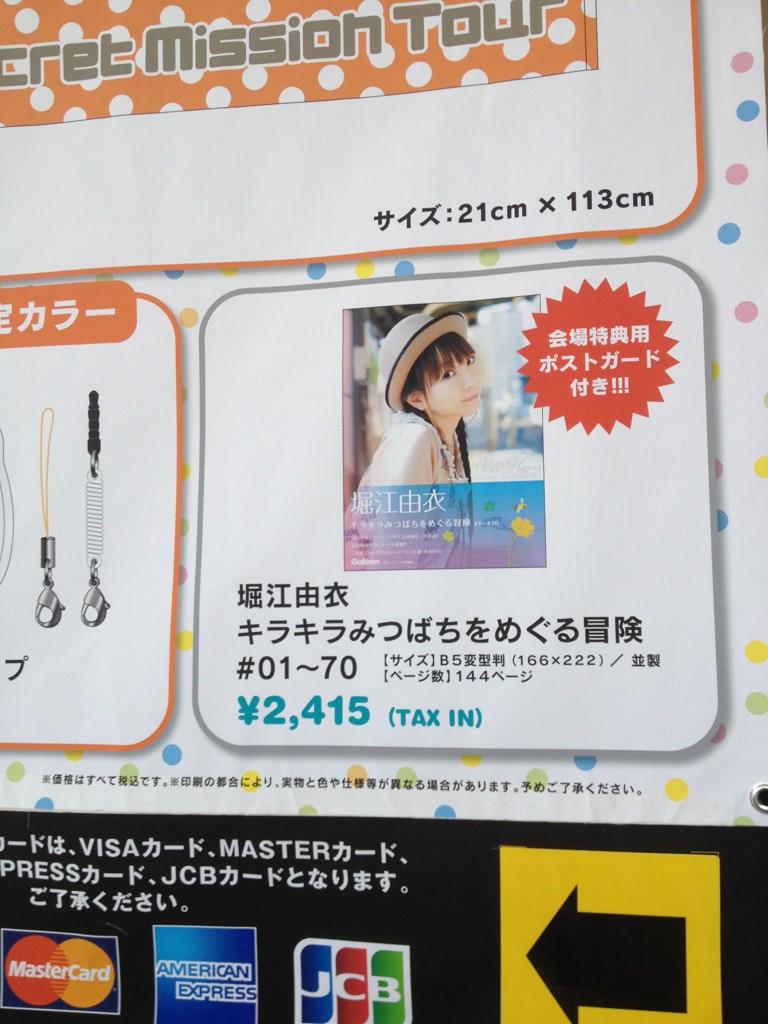 cret Mission Tour
サイズ：21cm × 113cm
定カラー
会場特典用
ポストガード
付き!!!
堀江由衣
キラキラみつばちをめぐる冒険 #1〜#70
Gakken
プ
堀江由衣
キラキラみつばちをめぐる冒険
#01〜70 【サイズ】B5変型判（166×222）／ 並製
【ページ数】144ページ
¥2,415 （TAX IN）
※価格はすべて税込です。※印刷の都合により、実物と色や仕様等が異なる場合があります。予めご了承ください。
カードは、VISAカード、MASTERカード、
PRESSカード、JCBカードとなります。
ご了承ください。
MasterCard
AMERICAN
EXPRESS
JCB